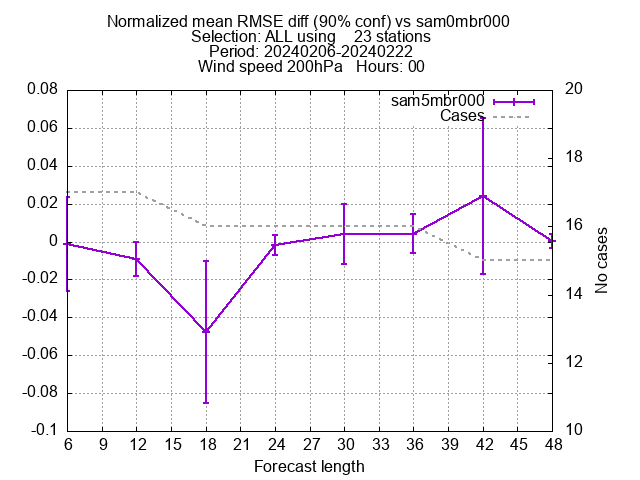 Normalized mean RMSE diff (90% conf) vs sam0mbr000
Selection: ALL using    23 stations
Period: 20240206-20240222
Wind speed 200hPa   Hours: 00
sam5mbr000
Cases
0.08
0.06
0.04
0.02
0
-0.02
-0.04
-0.06
-0.08
-0.1
20
18
16
14
12
10
No cases
6 12 15 18 21 24 27 30 33 36 39 42 45 48
Forecast length